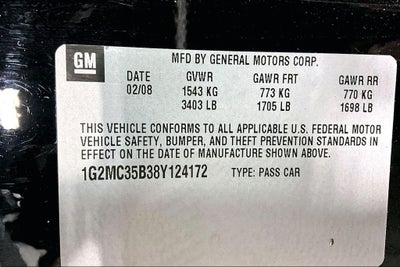 GM
MFD BY GENERAL MOTORS CORP.
DATE GVWR GAWR FRT GAWR RR
02/08 1543 KG 773 KG 770 KG
3403 LB 1705 LB 1698 LB
THIS VEHICLE CONFORMS TO ALL APPLICABLE U.S. FEDERAL MOTOR
VEHICLE SAFETY, BUMPER, AND THEFT PREVENTION STANDARDS IN
EFFECT ON THE DATE OF MANUFACTURE SHOWN ABOVE.
1G2MC35B38Y124172 TYPE: PASS CAR